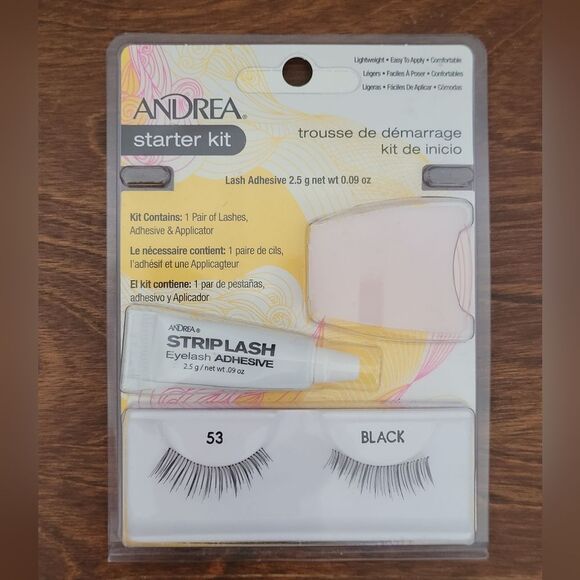 Lightweight • Easy To Apply • Comfortable
Légers • Faciles À Poser • Confortables
Ligeras • Fáciles De Aplicar • Cómodas
ANDREA®
starter kit
trousse de démarrage
kit de inicio
Lash Adhesive 2.5 g net wt 0.09 oz
Kit Contains: 1 Pair of Lashes,
Adhesive & Applicator
Le nécessaire contient: 1 paire de cils,
l'adhésif et une Applicagteur
El kit contiene: 1 par de pestañas,
adhesivo y Aplicador
ANDREA®
STRIPLASH
Eyelash ADHESIVE
2.5 g / net wt .09 oz
53
BLACK